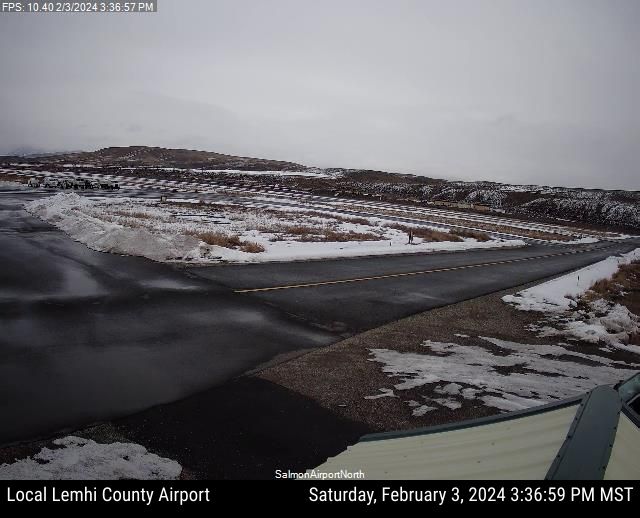 FPS: 10.40 2/3/2024 3:36:57 PM
SalmonAirportNorth
Local Lemhi County Airport Saturday, February 3, 2024 3:36:59 PM MST